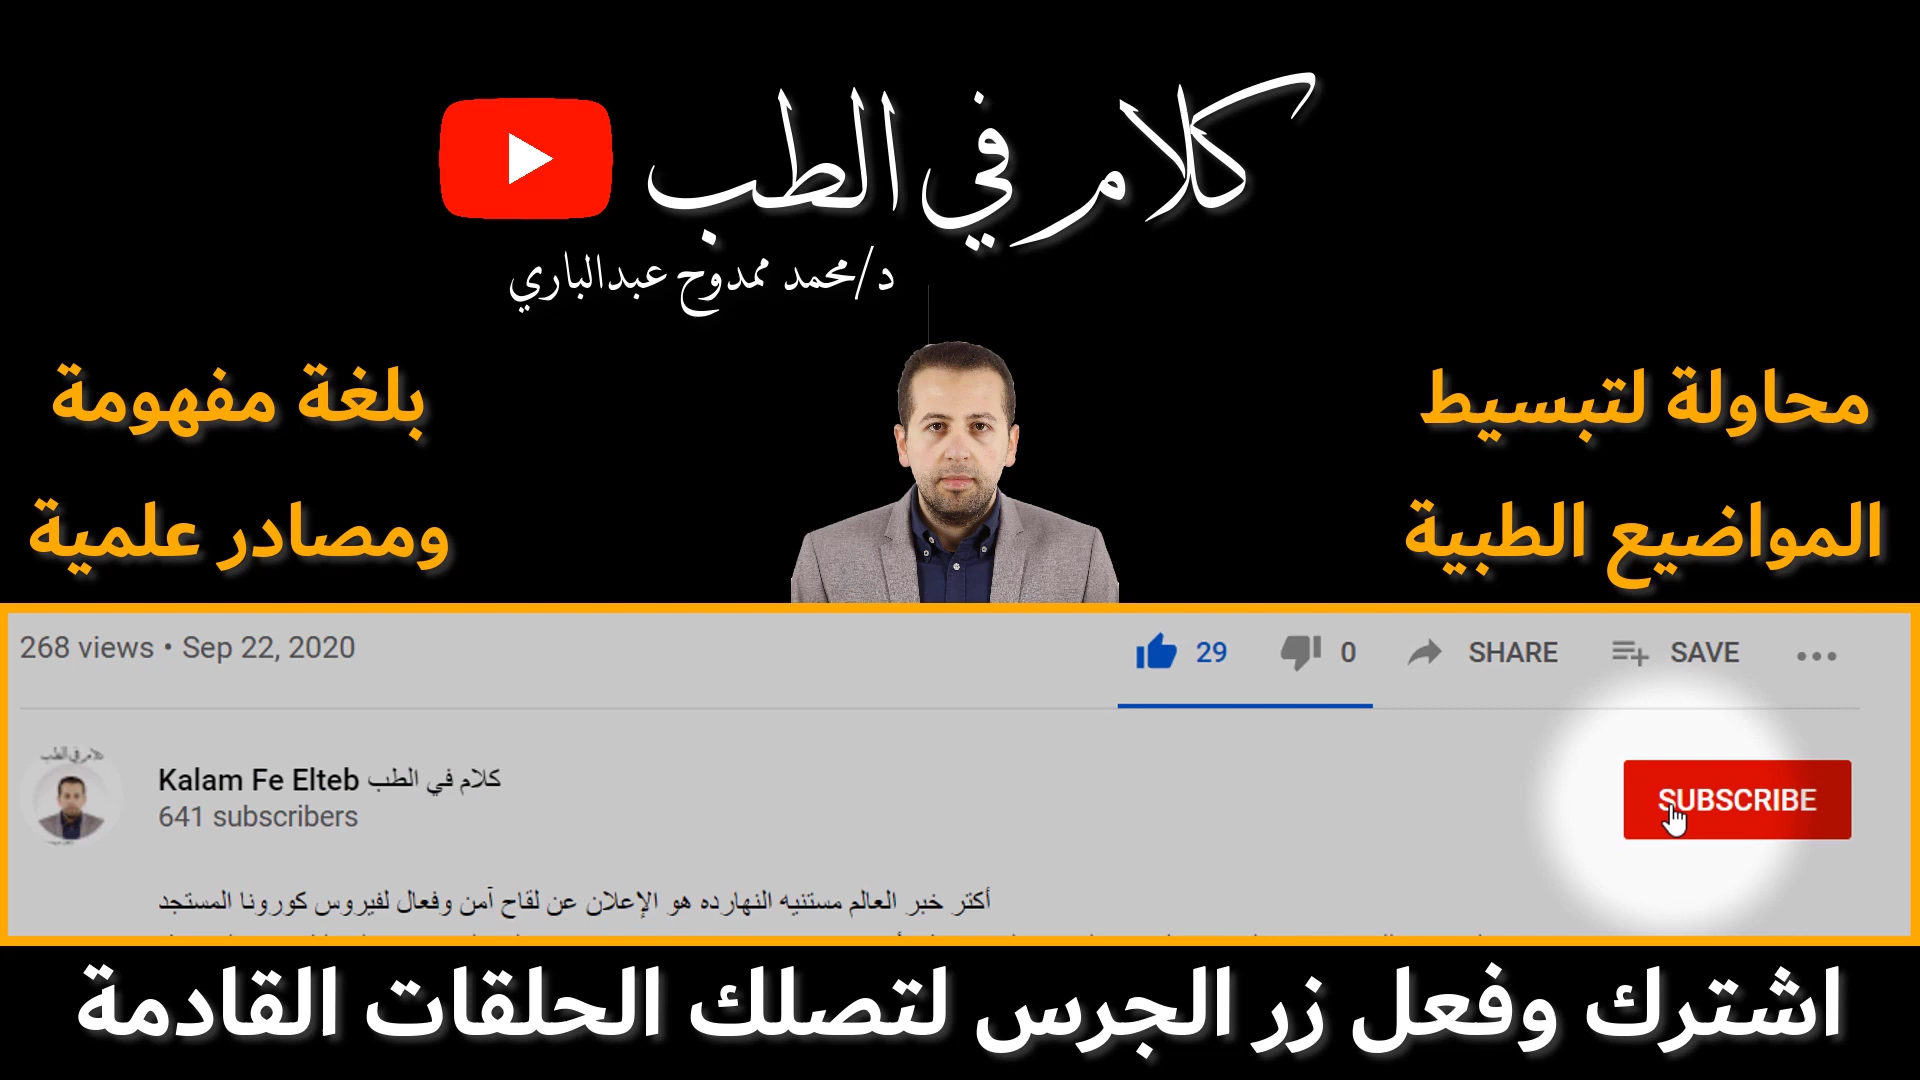 كلام في الطب
د/محمد ممدوح عبدالباري
محاولة لتبسيط
بلغة مفهومة
المواضيع الطبية
ومصادر علمية
268 views • Sep 22, 2020
29 0 SHARE SAVE
Kalam Fe Elteb كلام في الطب
641 subscribers
SUBSCRIBE
أكتر خبر العالم مستنيه النهارده هو الإعلان عن لقاح آمن وفعال لفيروس كورونا المستجد
اشترك وفعل زر الجرس لتصلك الحلقات القادمة